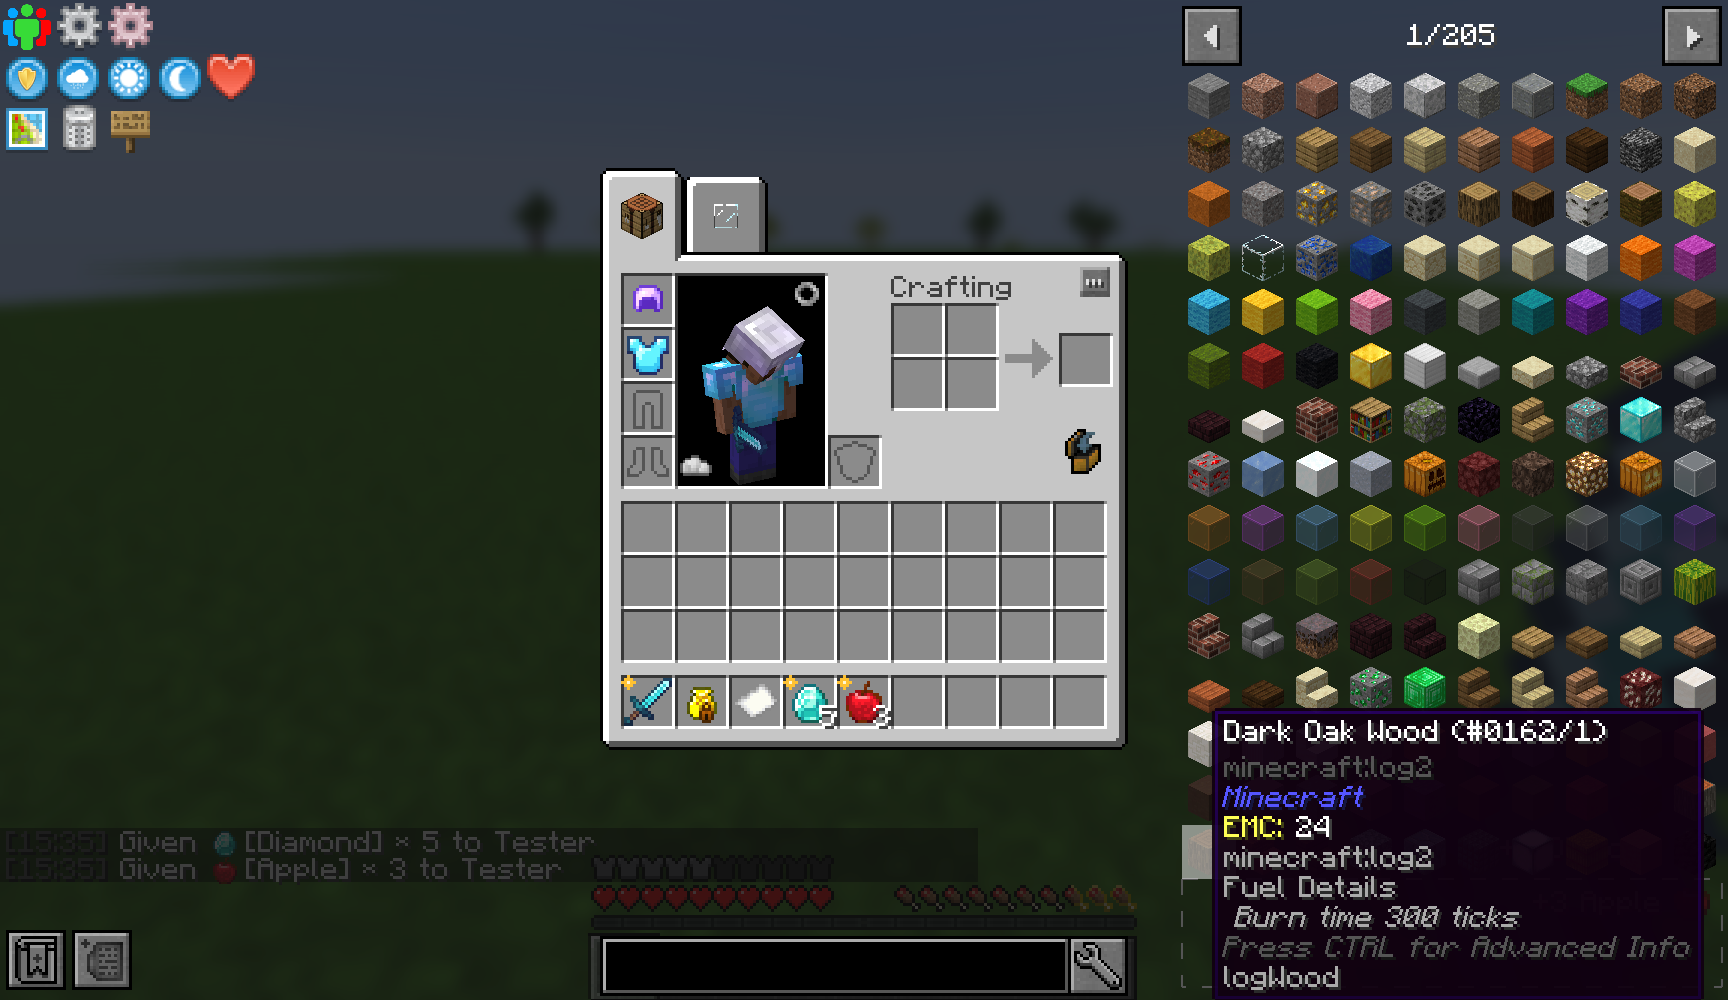 1/205
Crafting
5
3
Dark Oak Wood (#0162/1)
minecraft:log2
Minecraft
EMC: 24
minecraft:log2
Fuel Details
Burn time 300 ticks
Press CTRL for Advanced Info
logWood
[15:35] Given [Diamond] × 5 to Tester
[15:35] Given [Apple] × 3 to Tester